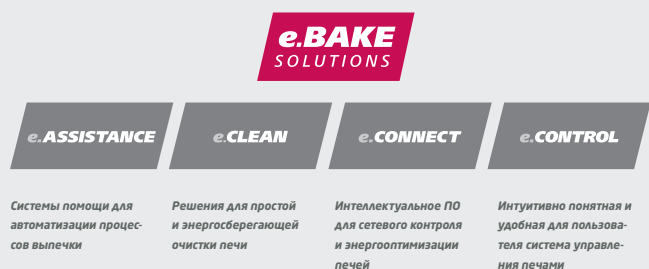 e.BAKE
SOLUTIONS
e.ASSISTANCE
e.CLEAN
e.CONNECT
e.CONTROL
Системы помощи для
автоматизации процес-
сов выпечки
Решения для простой
и энергосберегающей
очистки печи
Интеллектуальное ПО
для сетевого контроля
и энергооптимизации
печей
Интуитивно понятная и
удобная для пользова-
теля система управле-
ния печами